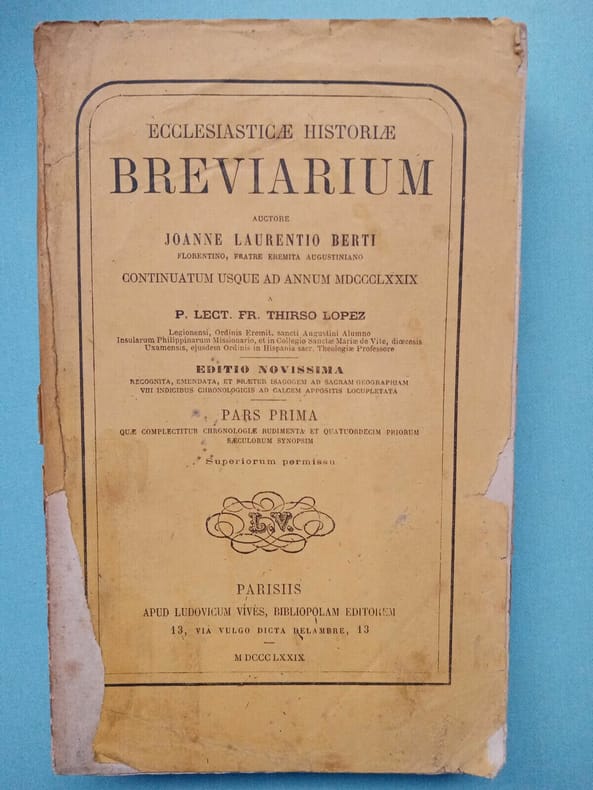 ECCLESIASTICÆ HISTORIÆ
BREVIARIUM
AUCTORE
JOANNE LAURENTIO BERTI
FLORENTINO, FRATRE EREMITA AUGUSTINIANO
CONTINUATUM USQUE AD ANNUM MDCCCLXXIX
A
P. LECT. FR. THIRSO LOPEZ
Legionensi, Ordinis Eremit. sancti Augustini Alumno
Insularum Philippinarum Missionario, et in Collegio Sanctæ Mariæ de Vite, diœcesis
Uxamensis, ejusdem Ordinis in Hispania sacr. Theologiæ Professore
EDITIO NOVISSIMA
RECOGNITA, EMENDATA, ET PRÆTER ISAGOGEM AD SACRAM GEOGRAPHIAM
VIII INDICIBUS CHRONOLOGICIS AD CALCEM APPOSITIS LOCUPLETATA
PARS PRIMA
QUÆ COMPLECTITUR CHRONOLOGIÆ RUDIMENTA ET QUATUORDECIM PRIORUM
SÆCULORUM SYNOPSIM
Superiorum permissu
L.V.
PARISIIS
APUD LUDOVICUM VIVÈS, BIBLIOPOLAM EDITOREM
13, VIA VULGO DICTA DELAMBRE, 13
MDCCCLXXIX